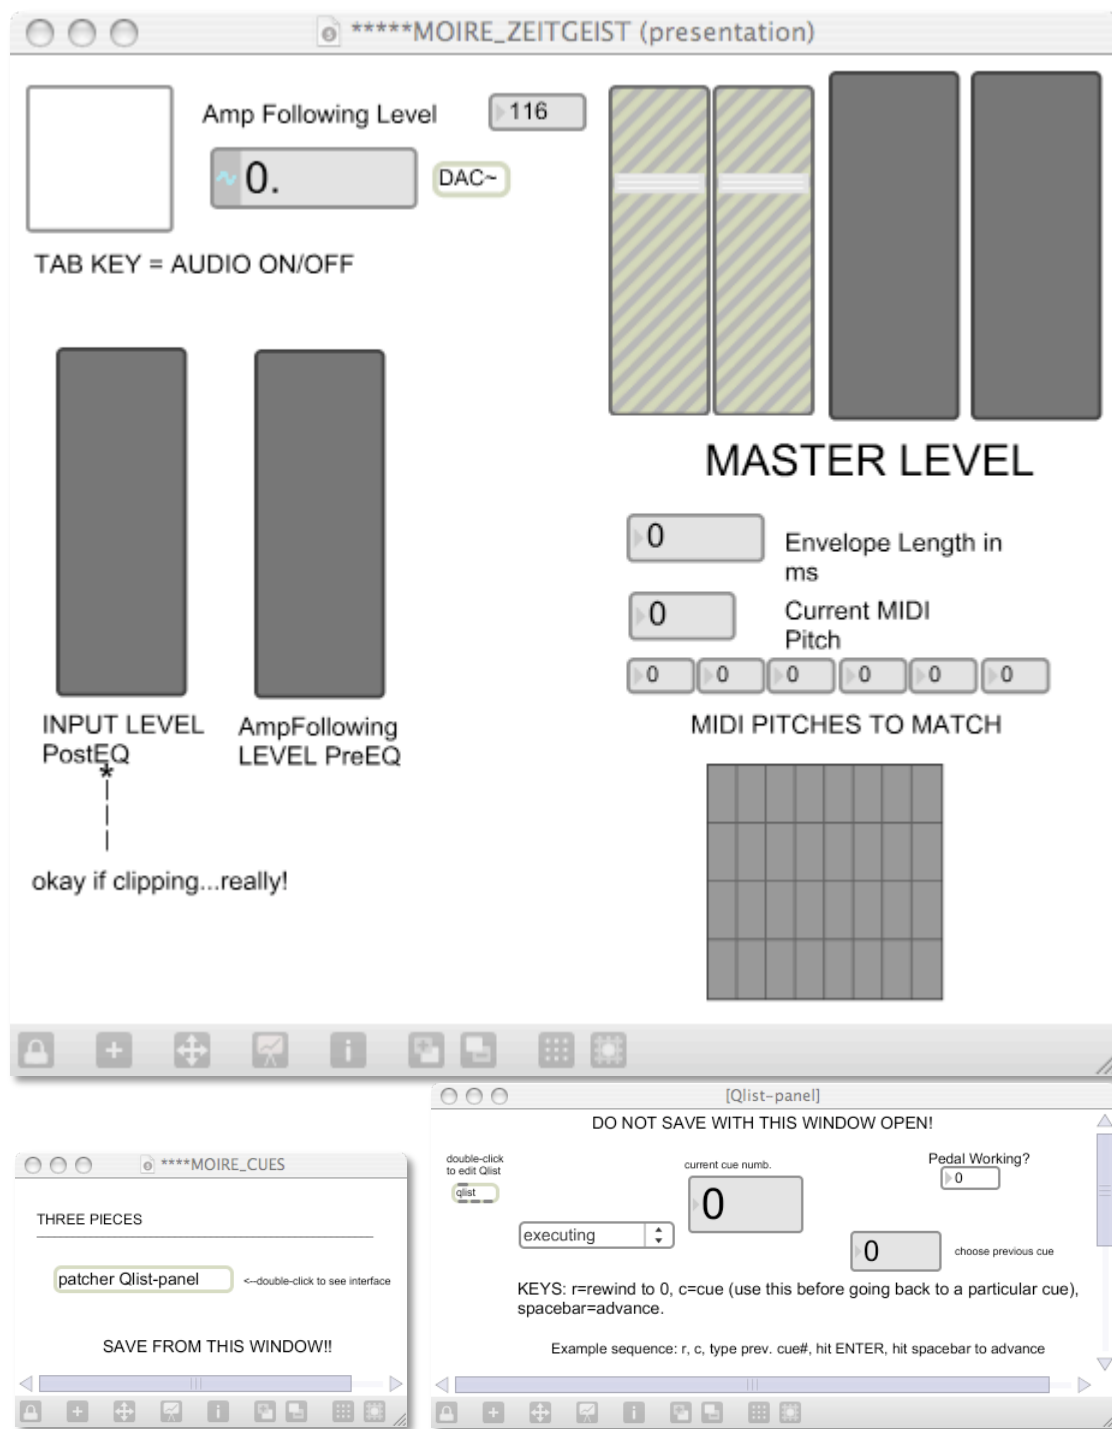 *****MOIRE_ZEITGEIST (presentation)
Amp Following Level
116
0.
DAC~
TAB KEY = AUDIO ON/OFF
MASTER LEVEL
0
Envelope Length in
ms
0
Current MIDI
Pitch
0 0 0 0 0 0
MIDI PITCHES TO MATCH
INPUT LEVEL
PostEQ
*
AmpFollowing
LEVEL PreEQ
okay if clipping...really!
****MOIRE_CUES
THREE PIECES
patcher Qlist-panel
<--double-click to see interface
SAVE FROM THIS WINDOW!!
[Qlist-panel]
DO NOT SAVE WITH THIS WINDOW OPEN!
double-click
to edit Qlist
qlist
current cue numb.
0
Pedal Working?
0
executing
0
choose previous cue
KEYS: r=rewind to 0, c=cue (use this before going back to a particular cue),
spacebar=advance.
Example sequence: r, c, type prev. cue#, hit ENTER, hit spacebar to advance